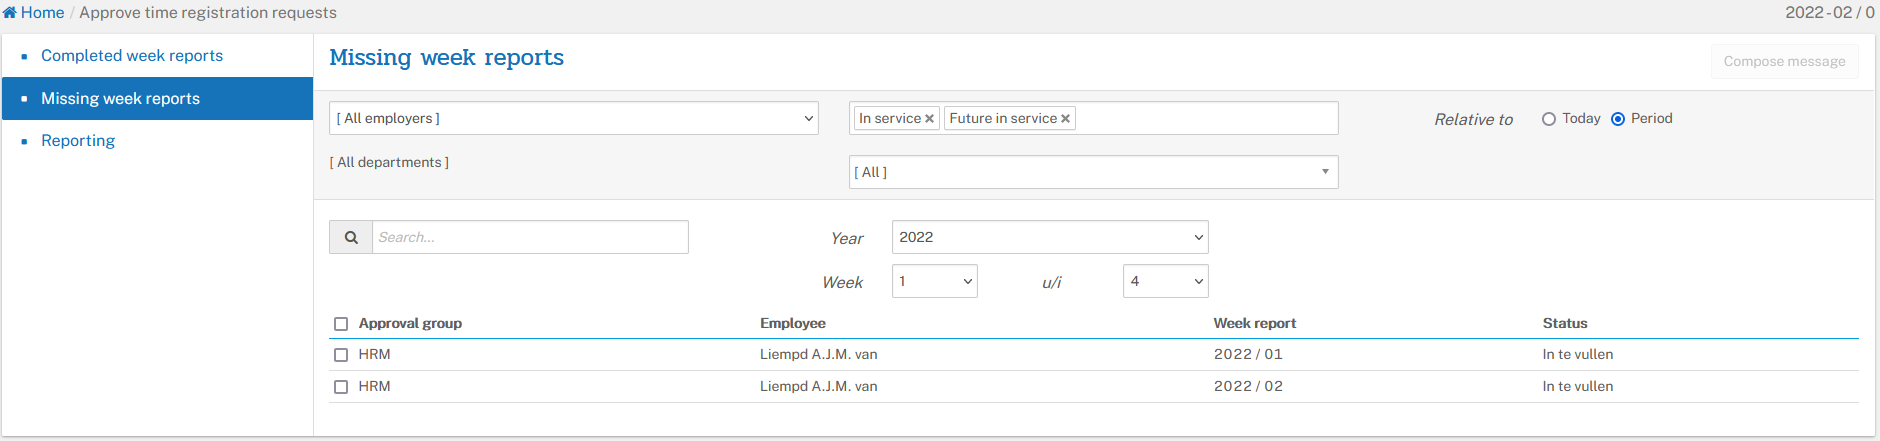 Home / Approve time registration requests 2022-02 / 0
Completed week reports
Missing week reports
Reporting
Missing week reports
Compose message
[ All employers ]
In service × Future in service ×
Relative to Today Period
[ All departments ]
[ All ]
Search...
Year 2022
Week 1 u/i 4
Approval group Employee Week report Status
HRM Liempd A.J.M. van 2022 / 01 In te vullen
HRM Liempd A.J.M. van 2022 / 02 In te vullen